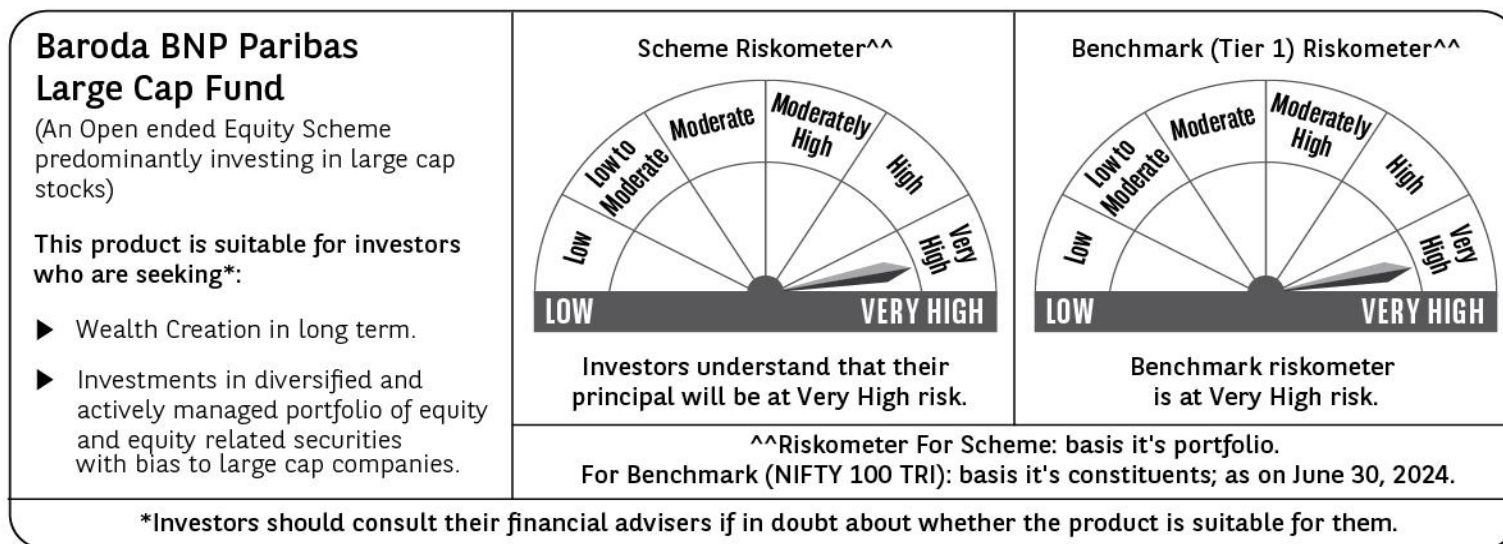 Baroda BNP Paribas
Large Cap Fund
(An Open ended Equity Scheme
predominantly investing in large cap
stocks)
This product is suitable for investors
who are seeking*:
▶ Wealth Creation in long term.
▶ Investments in diversified and
actively managed portfolio of equity
and equity related securities
with bias to large cap companies.
Scheme Riskometer^^
Low
Low to
Moderate
Moderate
Moderately
High
High
Very
High
LOW
VERY HIGH
Investors understand that their
principal will be at Very High risk.
Benchmark (Tier 1) Riskometer^^
Low
Low to
Moderate
Moderate
Moderately
High
High
Very
High
LOW
VERY HIGH
Benchmark riskometer
is at Very High risk.
^^Riskometer For Scheme: basis it's portfolio.
For Benchmark (NIFTY 100 TRI): basis it's constituents; as on June 30, 2024.
*Investors should consult their financial advisers if in doubt about whether the product is suitable for them.